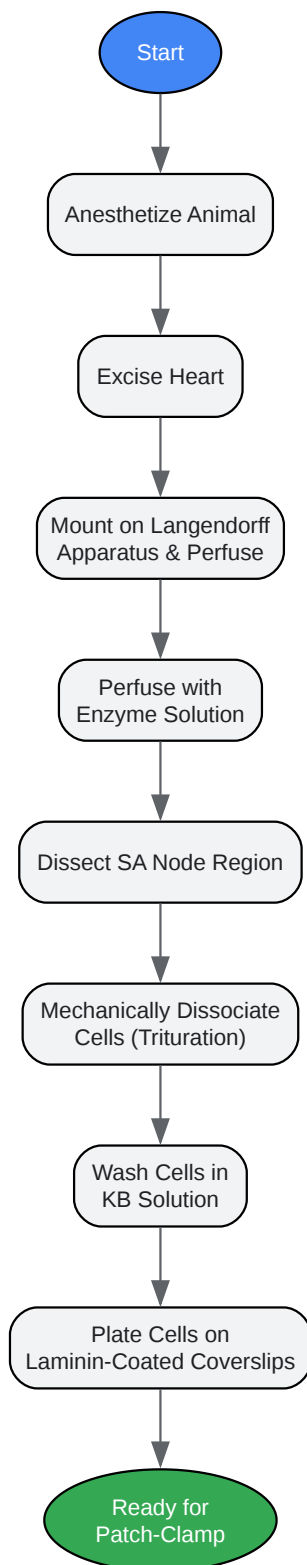 Start
Anesthetize Animal
Excise Heart
Mount on Langendorff
Apparatus & Perfuse
Perfuse with
Enzyme Solution
Dissect SA Node Region
Mechanically Dissociate
Cells (Trituration)
Wash Cells in
KB Solution
Plate Cells on
Laminin-Coated Coverslips
Ready for
Patch-Clamp